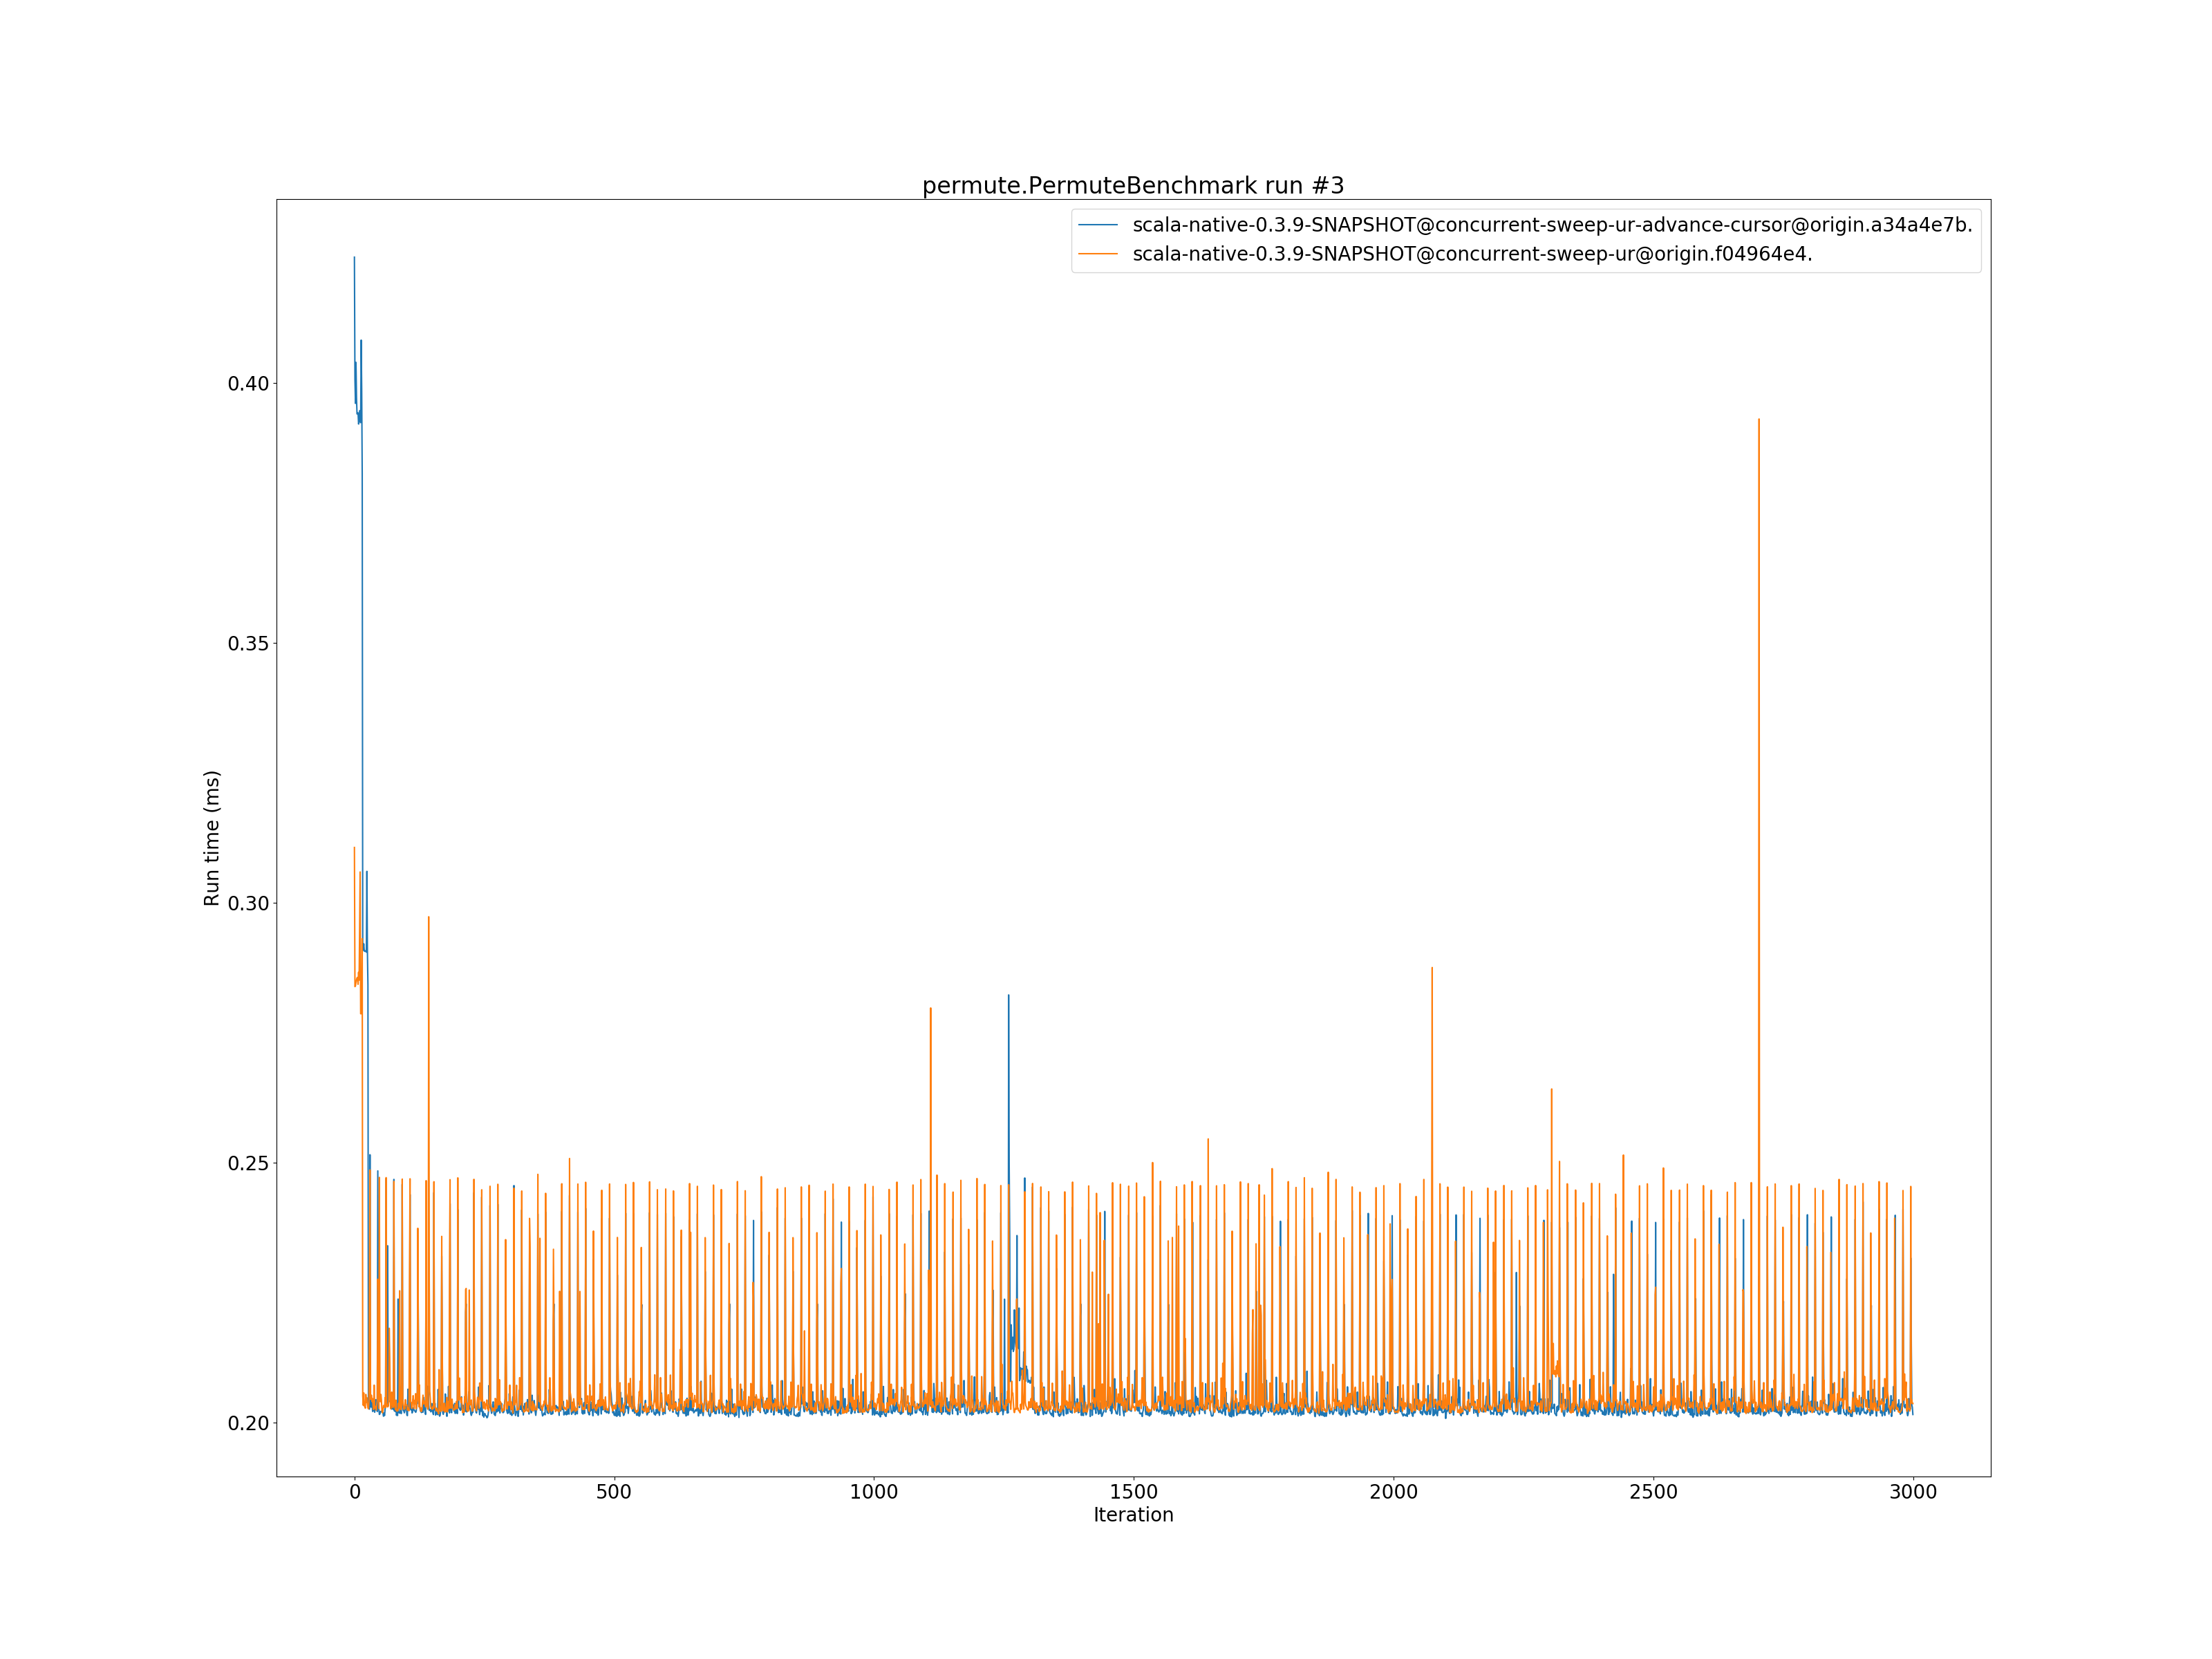 permute.PermuteBenchmark run #3
scala-native-0.3.9-SNAPSHOT@concurrent-sweep-ur-advance-cursor@origin.a34a4e7b.
scala-native-0.3.9-SNAPSHOT@concurrent-sweep-ur@origin.f04964e4.
Run time (ms)
0.40
0.35
0.30
0.25
0.20
0 500 1000 1500 2000 2500 3000
Iteration